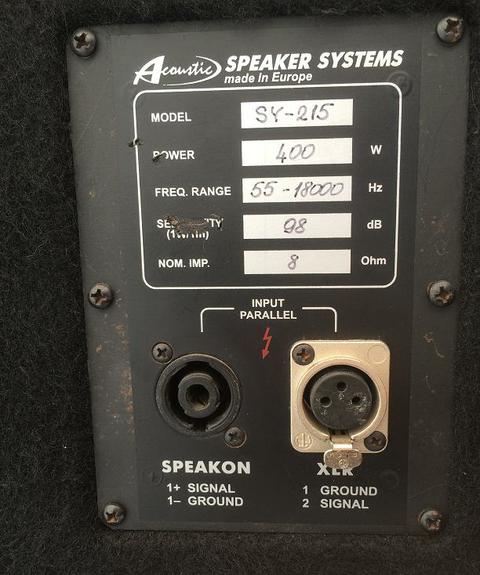 Acoustic SPEAKER SYSTEMS
made in Europe
MODEL SY-215
POWER 400 W
FREQ. RANGE 55-18000 Hz
98 dB
NOM. IMP. 8 Ohm
INPUT
PARALLEL
SPEAKON XLR
1+ SIGNAL 1 GROUND
1– GROUND 2 SIGNAL